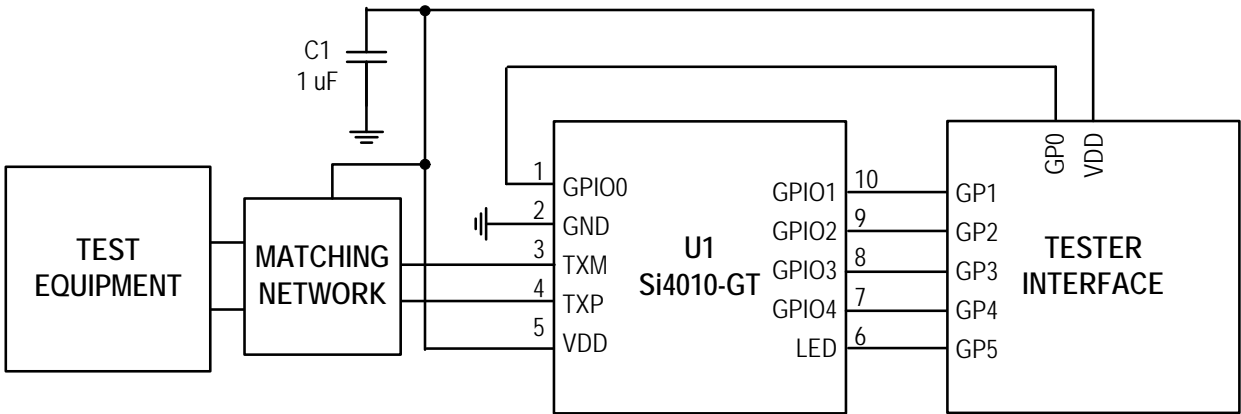 C1
1 uF
TEST
EQUIPMENT
MATCHING
NETWORK
1
GPIO0
2
GND
3
TXM
4
TXP
5
VDD
U1
Si4010-GT
GPIO1
10
GPIO2
9
GPIO3
8
GPIO4
7
LED
6
GP0
VDD
GP1
GP2
GP3
GP4
GP5
TESTER
INTERFACE